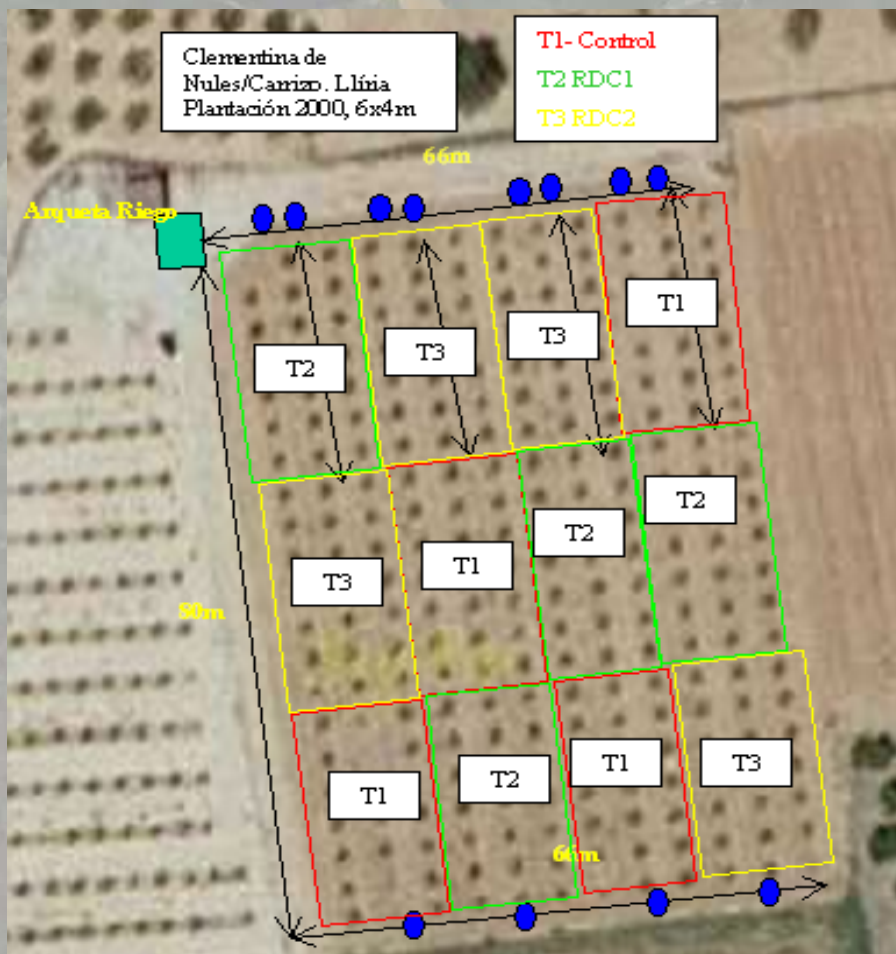 Clementina de
Nules/Carrizo. Llíria
Plantación 2000, 6x4m
T1- Control
T2 RDC1
T3 RDC2
66m
Arqueta Riego
T1
T3
T3
T2
T2
T2
T1
T3
80m
T1
T2
T1
T3
66m